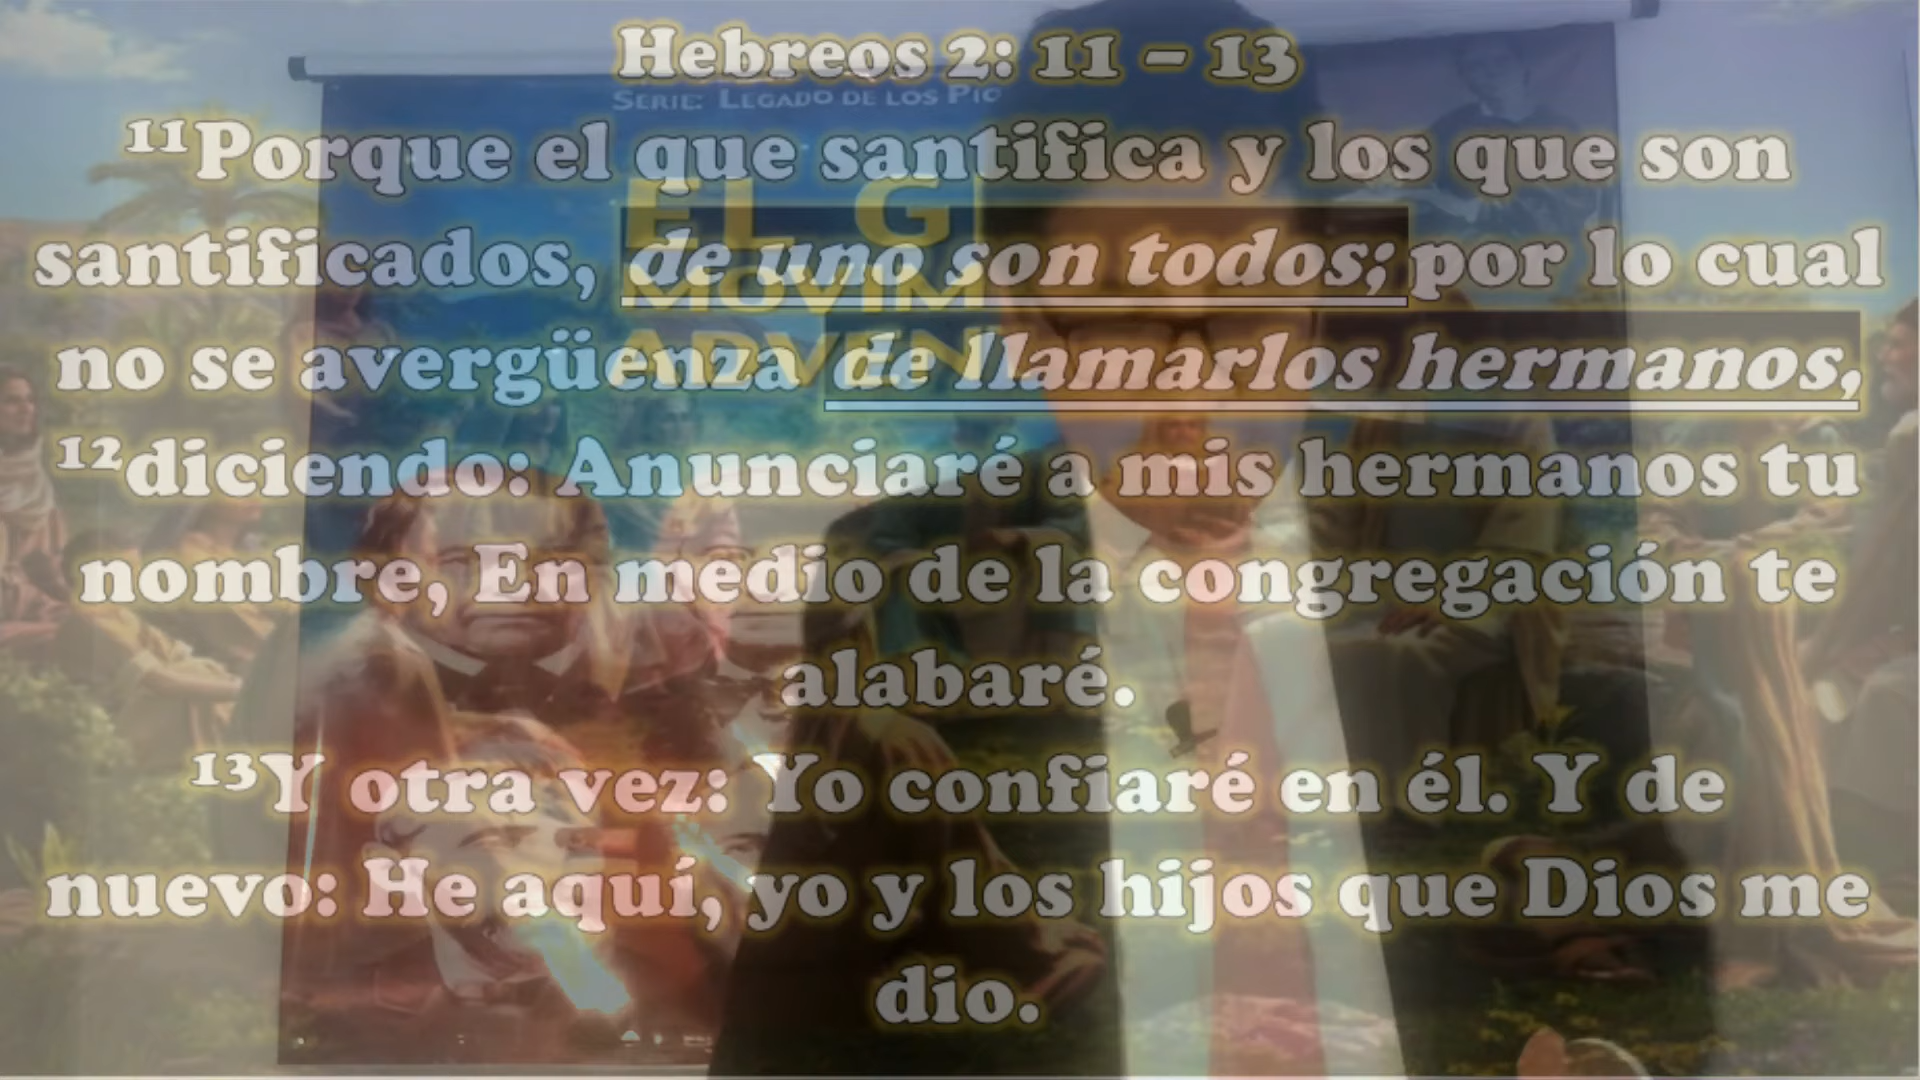 Hebreos 2: 11 – 13
SERIE: LEGADO DE LOS PIO
¹¹Porque el que santifica y los que son
EL G
santificados, de uno son todos; por lo cual
MOVIM
no se avergüenza de llamarlos hermanos,
ADVEN
¹²diciendo: Anunciaré a mis hermanos tu
nombre, En medio de la congregación te
alabaré.
¹³Y otra vez: Yo confiaré en él. Y de
nuevo: He aquí, yo y los hijos que Dios me
dio.